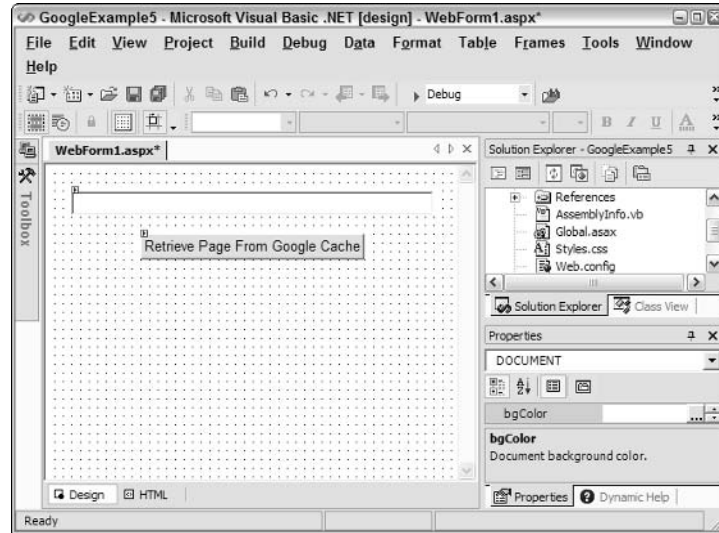 GoogleExample5 - Microsoft Visual Basic .NET [design] - WebForm1.aspx*
File Edit View Project Build Debug Data Format Table Frames Tools Window
Help
Debug
B I U A
Toolbox
WebForm1.aspx*
Retrieve Page From Google Cache
Design HTML
Solution Explorer - GoogleExample5
References
AssemblyInfo.vb
Global.asax
Styles.css
Web.config
Solution Explorer Class View
Properties
DOCUMENT
bgColor
...
bgColor
Document background color.
Properties Dynamic Help
Ready